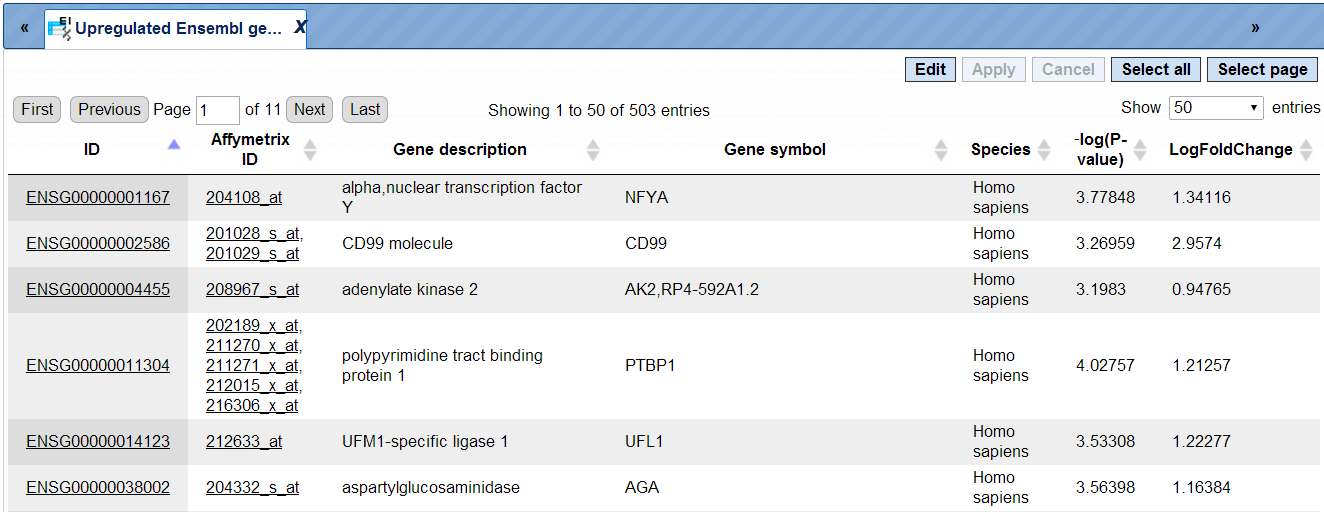 «
EI
X
Upregulated Ensembl ge...
X
»
Edit Apply Cancel Select all Select page
First Previous Page 1 of 11 Next Last Showing 1 to 50 of 503 entries Show 50 entries
ID Affymetrix ID Gene description Gene symbol Species -log(P-value) LogFoldChange
ENSG00000001167 204108_at alpha,nuclear transcription factor Y NFYA Homo sapiens 3.77848 1.34116
ENSG00000002586 201028_s_at, 201029_s_at CD99 molecule CD99 Homo sapiens 3.26959 2.9574
ENSG00000004455 208967_s_at adenylate kinase 2 AK2,RP4-592A1.2 Homo sapiens 3.1983 0.94765
ENSG00000011304 202189_x_at, 211270_x_at, 211271_x_at, 212015_x_at, 216306_x_at polypyrimidine tract binding protein 1 PTBP1 Homo sapiens 4.02757 1.21257
ENSG00000014123 212633_at UFM1-specific ligase 1 UFL1 Homo sapiens 3.53308 1.22277
ENSG00000038002 204332_s_at aspartylglucosaminidase AGA Homo sapiens 3.56398 1.16384